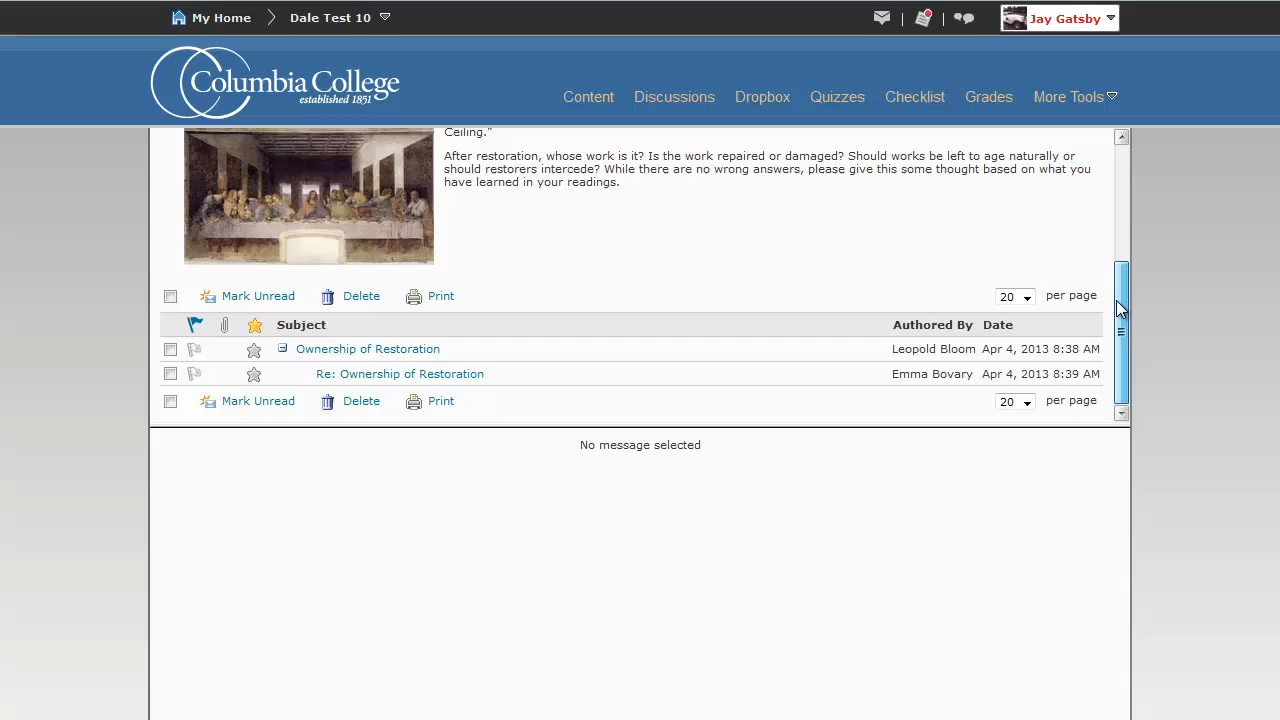 My Home
Dale Test 10
Jay Gatsby
Columbia College
established 1851
Content Discussions Dropbox Quizzes Checklist Grades More Tools
Ceiling."
After restoration, whose work is it? Is the work repaired or damaged? Should works be left to age naturally or
should restorers intercede? While there are no wrong answers, please give this some thought based on what you
have learned in your readings.
Mark Unread Delete Print 20 per page
Subject Authored By Date
Ownership of Restoration Leopold Bloom Apr 4, 2013 8:38 AM
Re: Ownership of Restoration Emma Bovary Apr 4, 2013 8:39 AM
Mark Unread Delete Print 20 per page
No message selected